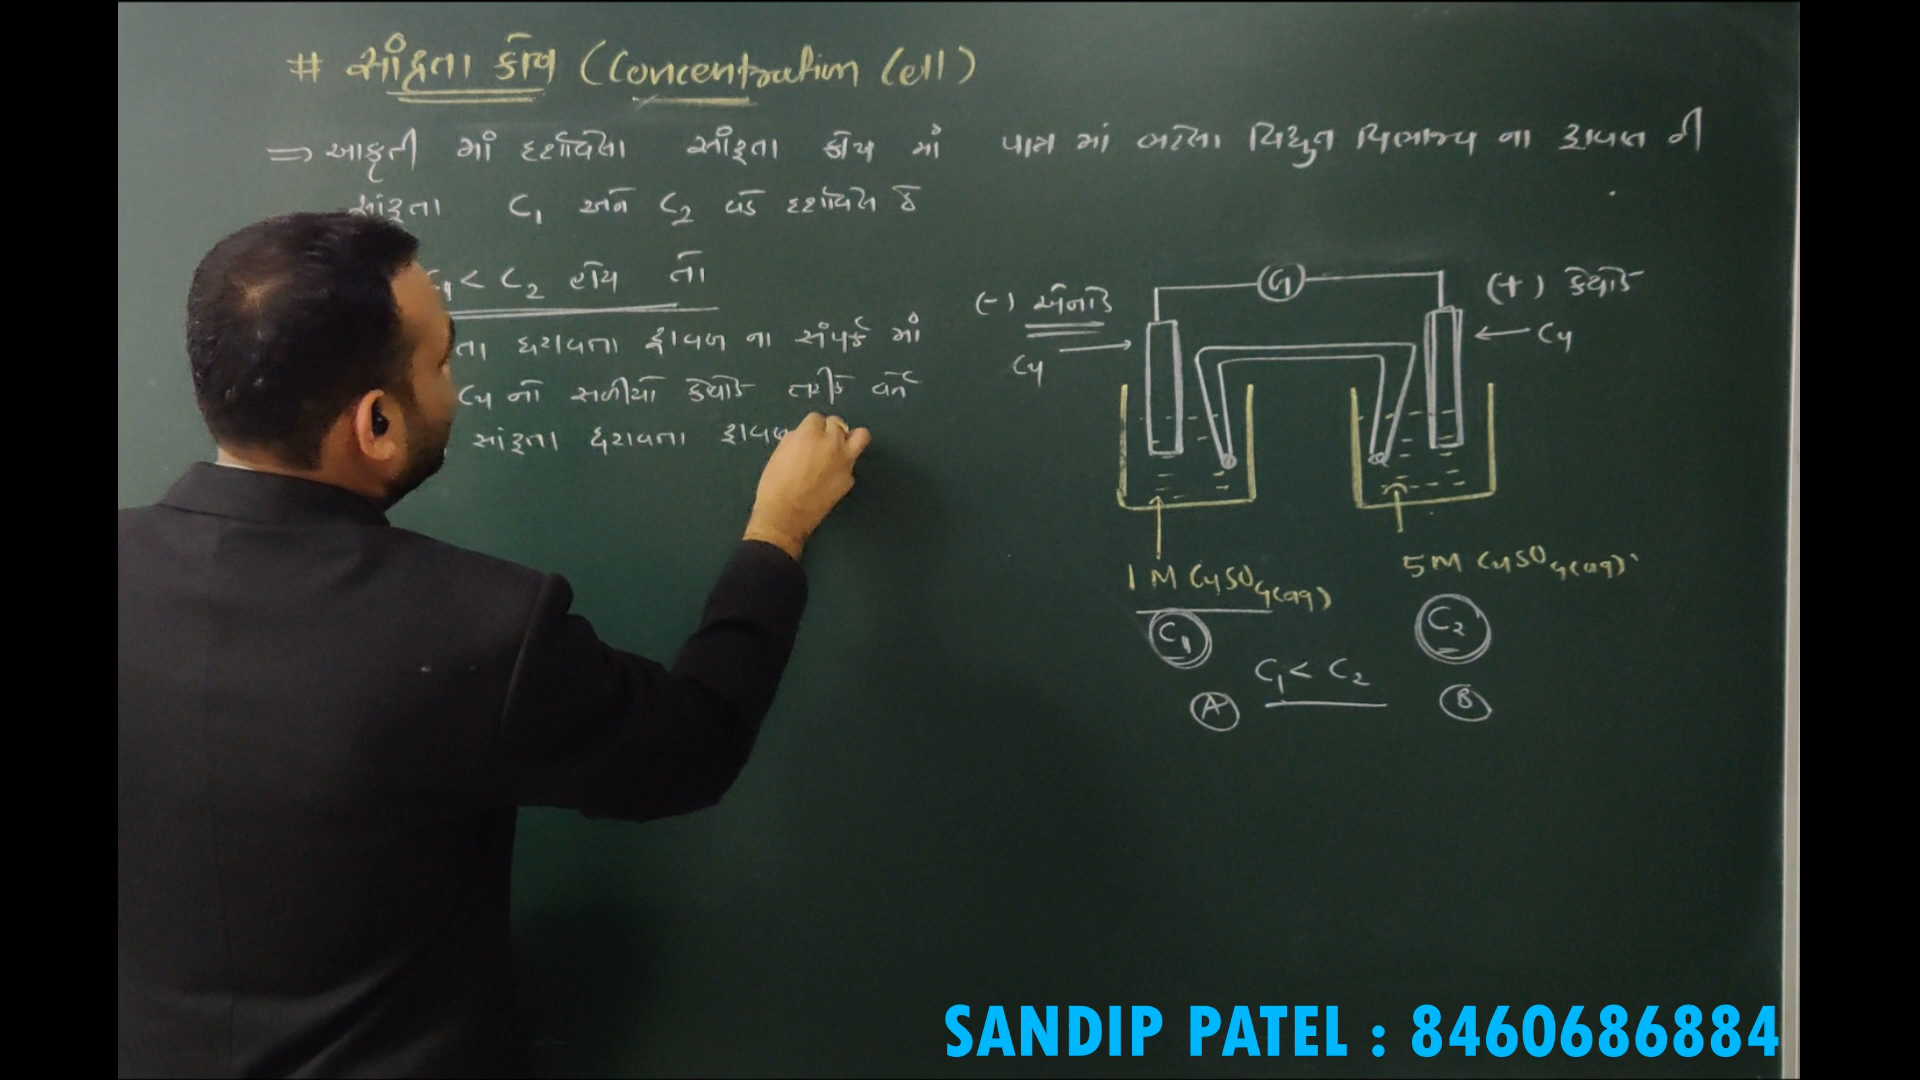 # સાંદ્રતા કોષ (Concentration Cell)
⇒ આકૃતી માં દર્શાવેલા સાંદ્રતા કોષ માં પાત્ર માં ભરેલા વિદ્યુત વિભાજ્ય ના દ્રાવણ ની
સાંદ્રતા C₁ અને C₂ વડે દર્શાવેલ છે
C₁ < C₂ હોય તો
તા ધરાવતા દ્રાવણ ના સંપર્ક માં
Cu નો સળીયો કેથોડ તરીકે વર્તે
સાંદ્રતા ધરાવતા દ્રાવણ
G
(-) એનોડ
(+) કેથોડ
Cu
Cu
1 M CuSO₄(aq)
5 M CuSO₄(aq)
C₁
C₂
C₁ < C₂
A
B
SANDIP PATEL : 8460686884